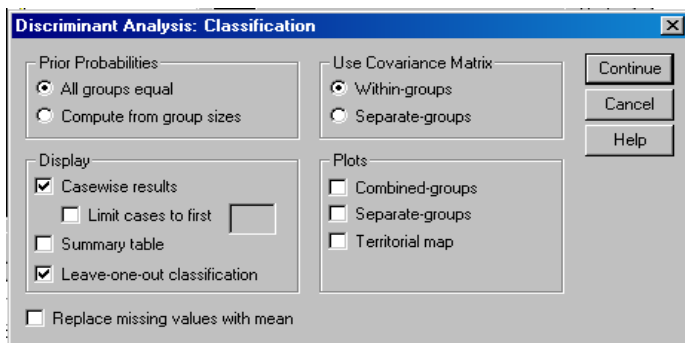 Discriminant Analysis: Classification
Prior Probabilities
All groups equal
Compute from group sizes
Use Covariance Matrix
Within-groups
Separate-groups
Continue
Cancel
Help
Display
Casewise results
Limit cases to first
Summary table
Leave-one-out classification
Plots
Combined-groups
Separate-groups
Territorial map
Replace missing values with mean